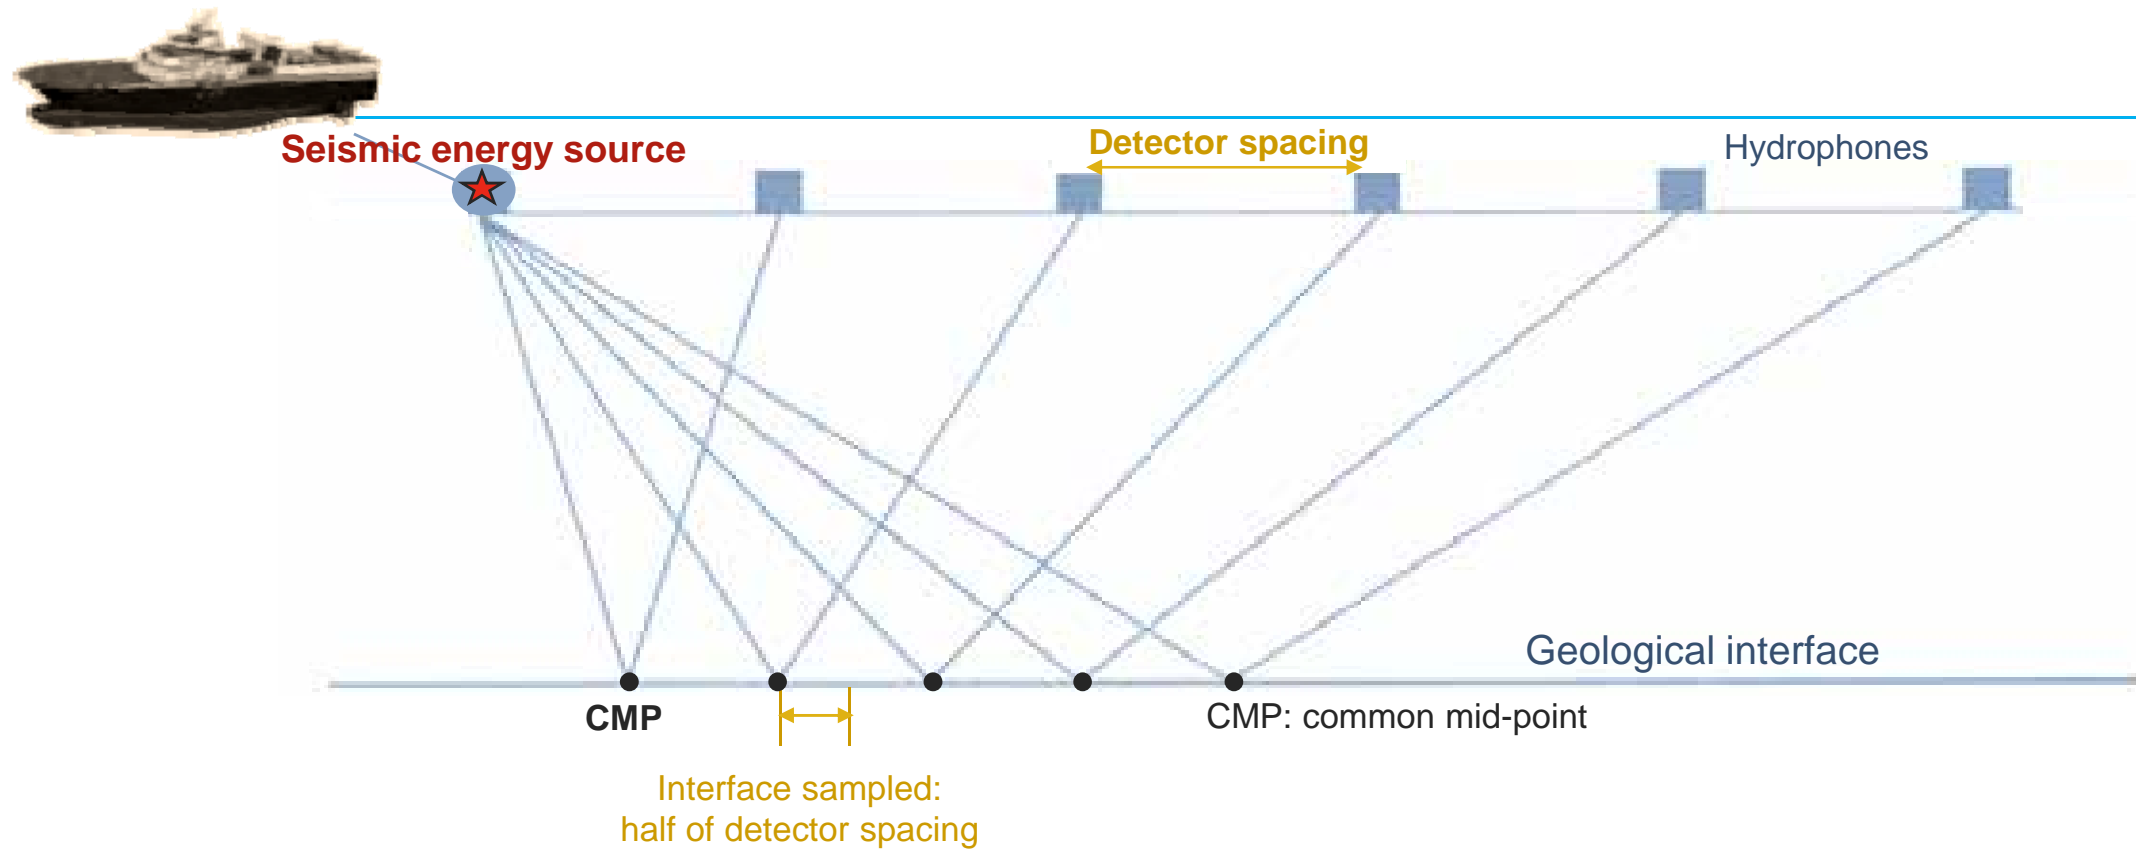 Seismic energy source
Detector spacing
Hydrophones
Geological interface
CMP
CMP: common mid-point
Interface sampled:
half of detector spacing